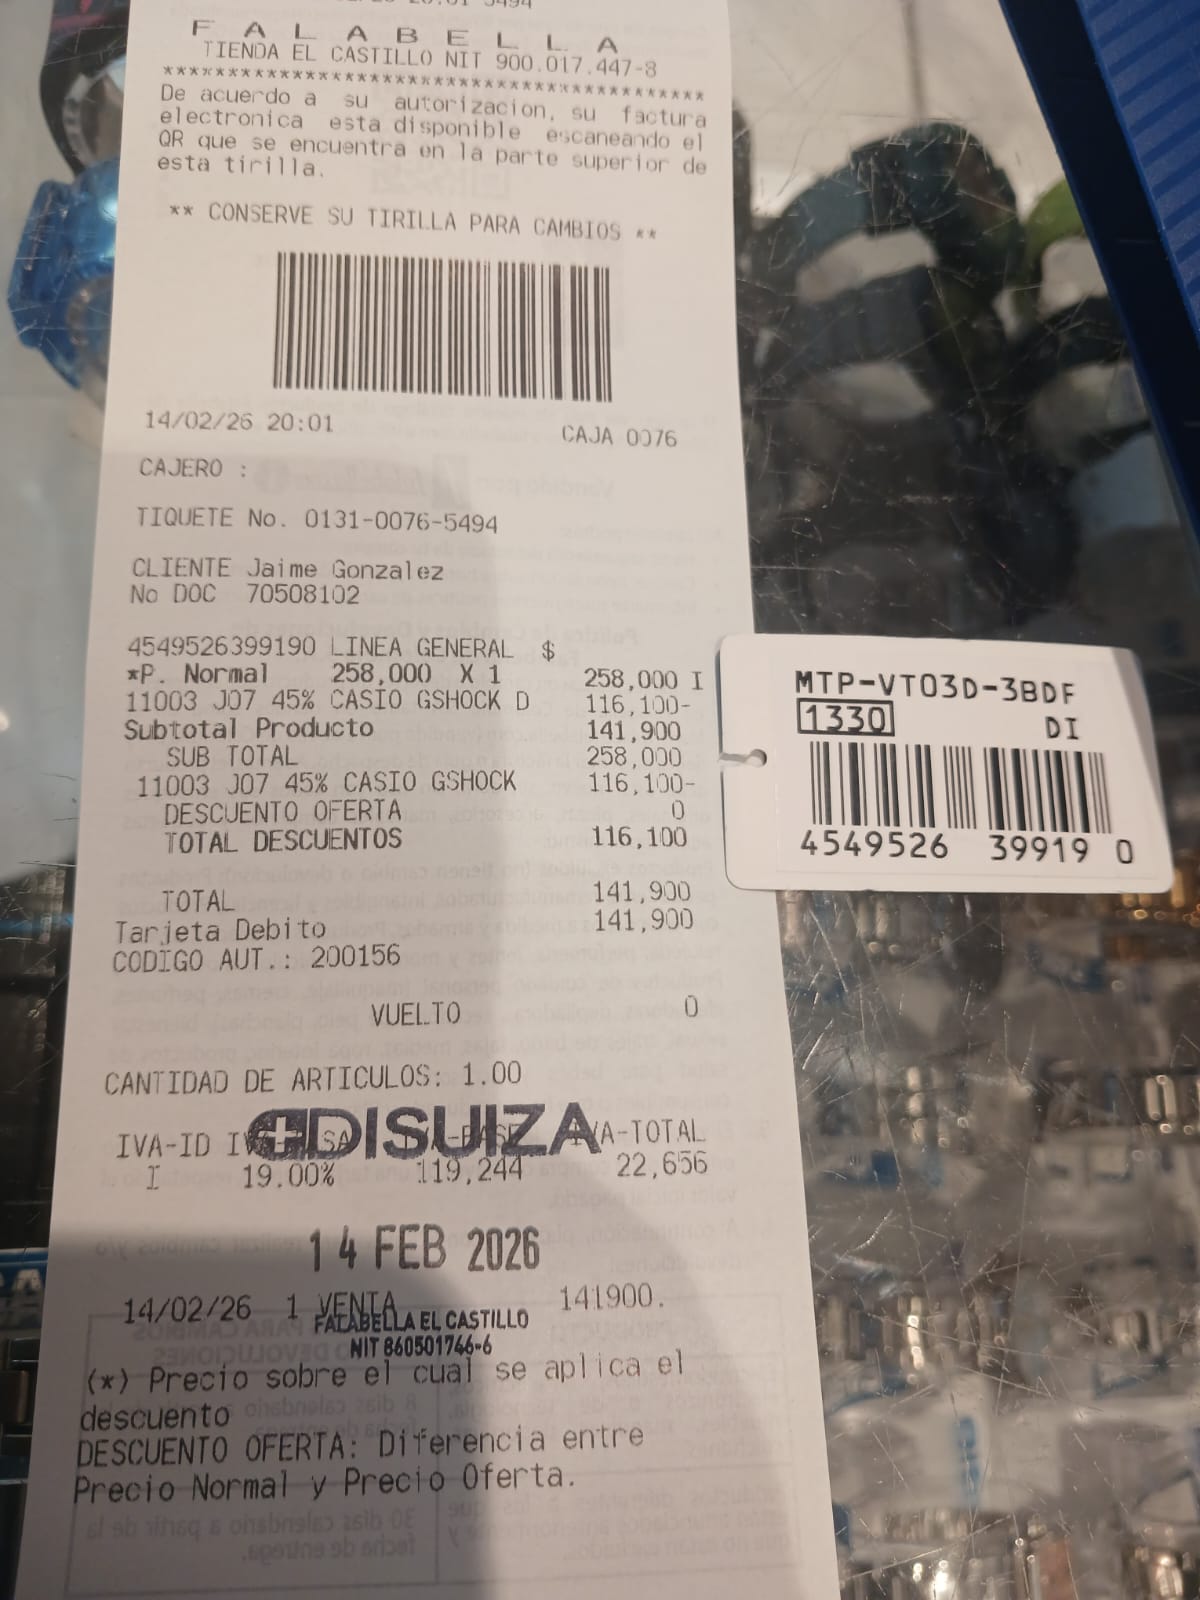 F A L A B E L L A
TIENDA EL CASTILLO NIT 900.017.447-8
******************************************
De acuerdo a su autorizacion, su factura
electronica esta disponible escaneando el
QR que se encuentra en la parte superior de
esta tirilla.
** CONSERVE SU TIRILLA PARA CAMBIOS **
14/02/26 20:01
CAJA 0076
CAJERO :
TIQUETE No. 0131-0076-5494
CLIENTE Jaime Gonzalez
No DOC 70508102
4549526399190 LINEA GENERAL $
*P. Normal 258,000 X 1 258,000 I
11003 J07 45% CASIO GSHOCK D 116,100-
Subtotal Producto 141,900
SUB TOTAL 258,000
11003 J07 45% CASIO GSHOCK 116,100-
DESCUENTO OFERTA 0
TOTAL DESCUENTOS 116,100
TOTAL 141,900
Tarjeta Debito 141,900
CODIGO AUT.: 200156
VUELTO 0
CANTIDAD DE ARTICULOS: 1.00
DISUIZA
IVA-ID IVA-TOTAL
I 19.00% 119,244 22,656
14 FEB 2026
14/02/26 1 VENTA 141900.
FALABELLA EL CASTILLO
NIT 860501746-6
(*) Precio sobre el cual se aplica el
descuento
DESCUENTO OFERTA: Diferencia entre
Precio Normal y Precio Oferta.
MTP-VT03D-3BDF
1330 DI
4549526 39919 0